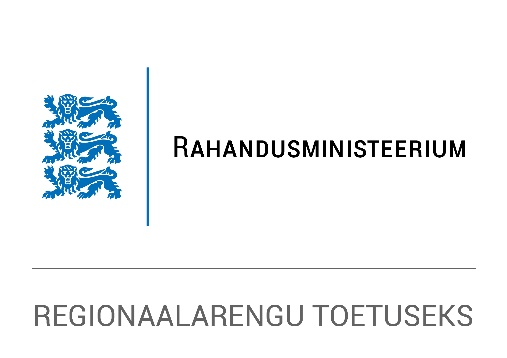 RAHANDUSMINISTEERIUM
REGIONAALARENGU TOETUSEKS